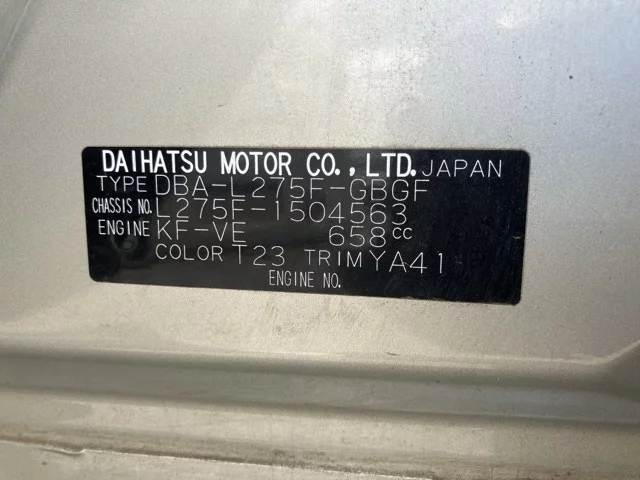 DAIHATSU MOTOR CO., LTD. JAPAN
TYPE DBA-L275F-GBGF
CHASSIS NO. L275F-1504563
ENGINE KF-VE 658cc
COLOR T23 TRIM YA41
ENGINE NO.